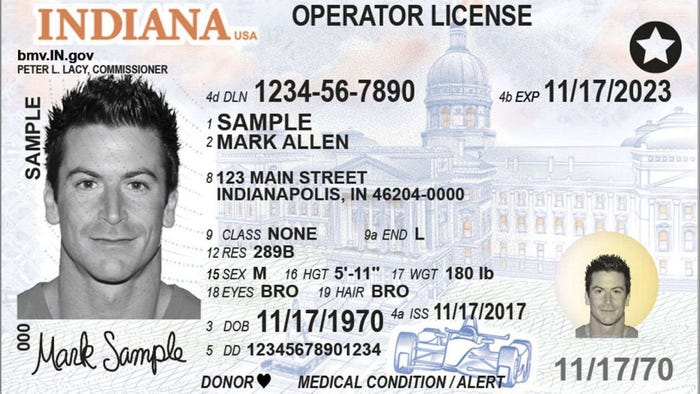 INDIANA USA
OPERATOR LICENSE
bmv.IN.gov
PETER L. LACY, COMMISSIONER
SAMPLE
4d DLN 1234-56-7890 4b EXP 11/17/2023
1 SAMPLE
2 MARK ALLEN
8 123 MAIN STREET
INDIANAPOLIS, IN 46204-0000
9 CLASS NONE 9a END L
12 RES 289B
15 SEX M 16 HGT 5'-11" 17 WGT 180 lb
18 EYES BRO 19 HAIR BRO
3 DOB 11/17/1970 4a ISS 11/17/2017
5 DD 12345678901234
000
Mark Sample
DONOR MEDICAL CONDITION / ALERT
11/17/70